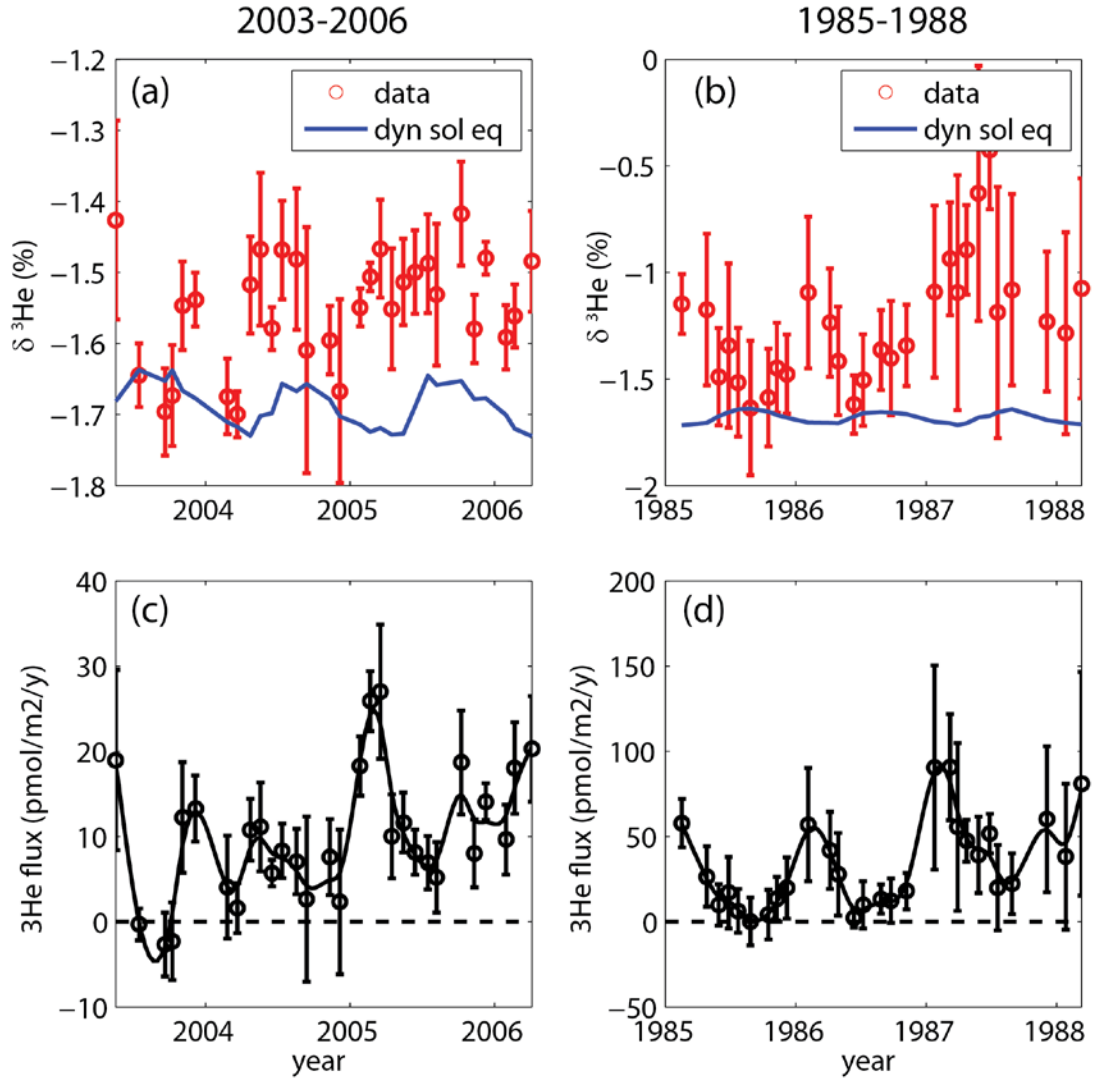 2003-2006
1985-1988
(a)
data
dyn sol eq
δ ³He (%)
−1.2
−1.3
−1.4
−1.5
−1.6
−1.7
−1.8
2004
2005
2006
(b)
data
dyn sol eq
δ ³He (%)
0
−0.5
−1
−1.5
−2
1985
1986
1987
1988
(c)
3He flux (pmol/m2/y)
40
30
20
10
0
−10
2004
2005
2006
year
(d)
3He flux (pmol/m2/y)
200
150
100
50
0
−50
1985
1986
1987
1988
year